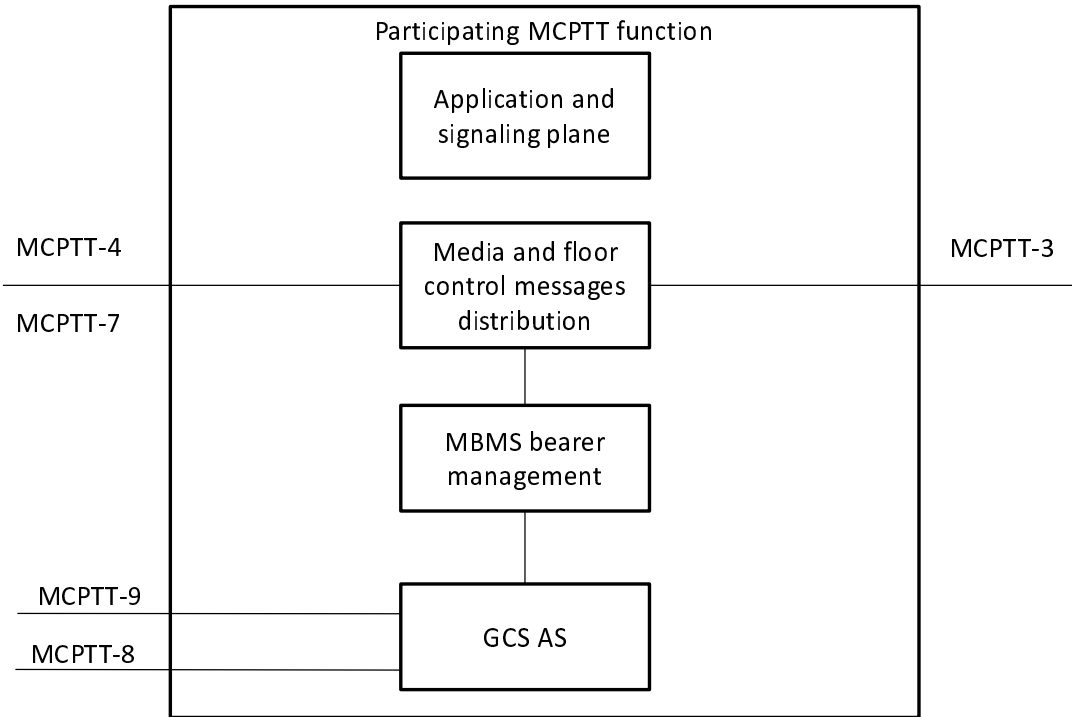 Participating MCPTT function
Application and
signaling plane
MCPTT-4
Media and floor
control messages
distribution
MCPTT-3
MCPTT-7
MBMS bearer
management
MCPTT-9
GCS AS
MCPTT-8